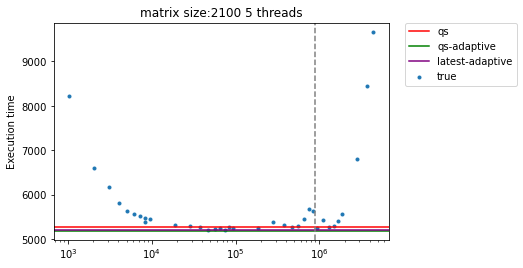 matrix size:2100 5 threads
Execution time
9000
8000
7000
6000
5000
10³
10⁴
10⁵
10⁶
qs
qs-adaptive
latest-adaptive
true